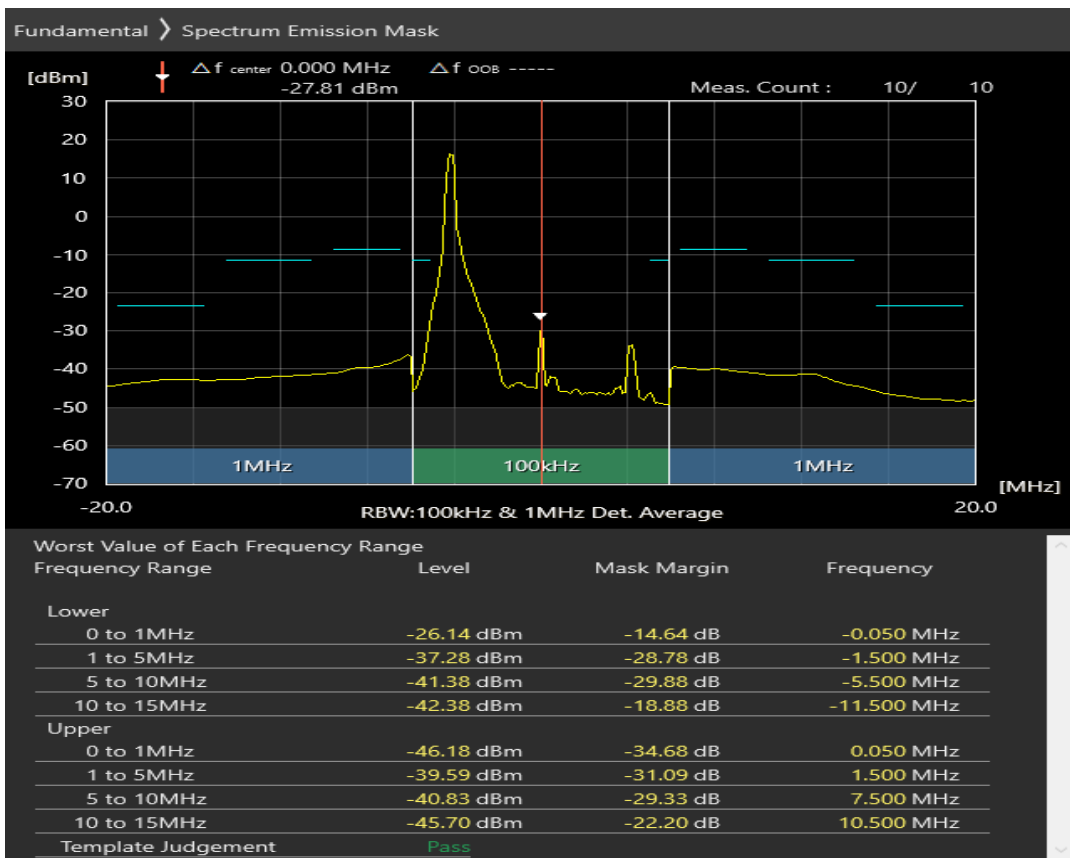 Fundamental 〉 Spectrum Emission Mask
[dBm] △f center 0.000 MHz △f OOB -----
-27.81 dBm Meas. Count : 10/ 10
30
20
10
0
-10
-20
-30
-40
-50
-60
-70
1MHz 100kHz 1MHz
[MHz]
-20.0 RBW:100kHz & 1MHz Det. Average 20.0
Worst Value of Each Frequency Range
Frequency Range Level Mask Margin Frequency
Lower
0 to 1MHz -26.14 dBm -14.64 dB -0.050 MHz
1 to 5MHz -37.28 dBm -28.78 dB -1.500 MHz
5 to 10MHz -41.38 dBm -29.88 dB -5.500 MHz
10 to 15MHz -42.38 dBm -18.88 dB -11.500 MHz
Upper
0 to 1MHz -46.18 dBm -34.68 dB 0.050 MHz
1 to 5MHz -39.59 dBm -31.09 dB 1.500 MHz
5 to 10MHz -40.83 dBm -29.33 dB 7.500 MHz
10 to 15MHz -45.70 dBm -22.20 dB 10.500 MHz
Template Judgement Pass